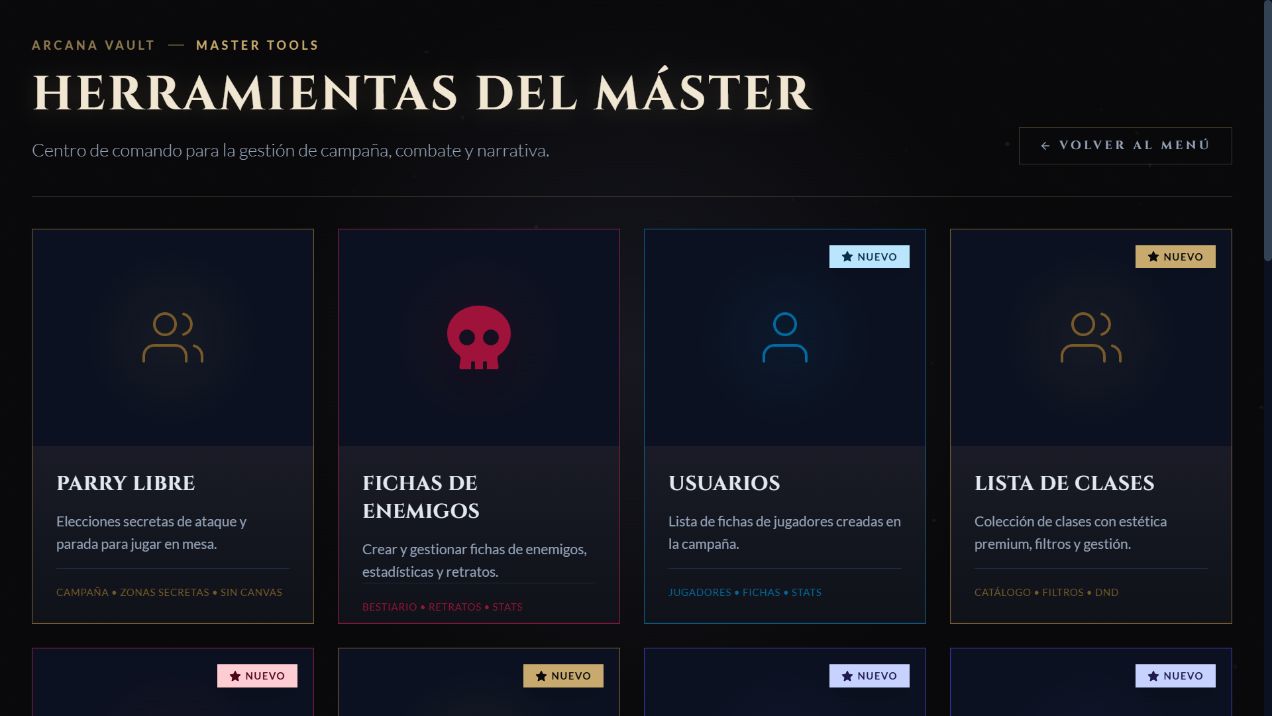 ARCANA VAULT — MASTER TOOLS
HERRAMIENTAS DEL MÁSTER
Centro de comando para la gestión de campaña, combate y narrativa.
← VOLVER AL MENÚ
PARRY LIBRE
Elecciones secretas de ataque y
parada para jugar en mesa.
CAMPAÑA • ZONAS SECRETAS • SIN CANVAS
FICHAS DE
ENEMIGOS
Crear y gestionar fichas de enemigos,
estadísticas y retratos.
BESTIARIO • RETRATOS • STATS
★ NUEVO
USUARIOS
Lista de fichas de jugadores creadas en
la campaña.
JUGADORES • FICHAS • STATS
★ NUEVO
LISTA DE CLASES
Colección de clases con estética
premium, filtros y gestión.
CATÁLOGO • FILTROS • DND
★ NUEVO
★ NUEVO
★ NUEVO
★ NUEVO